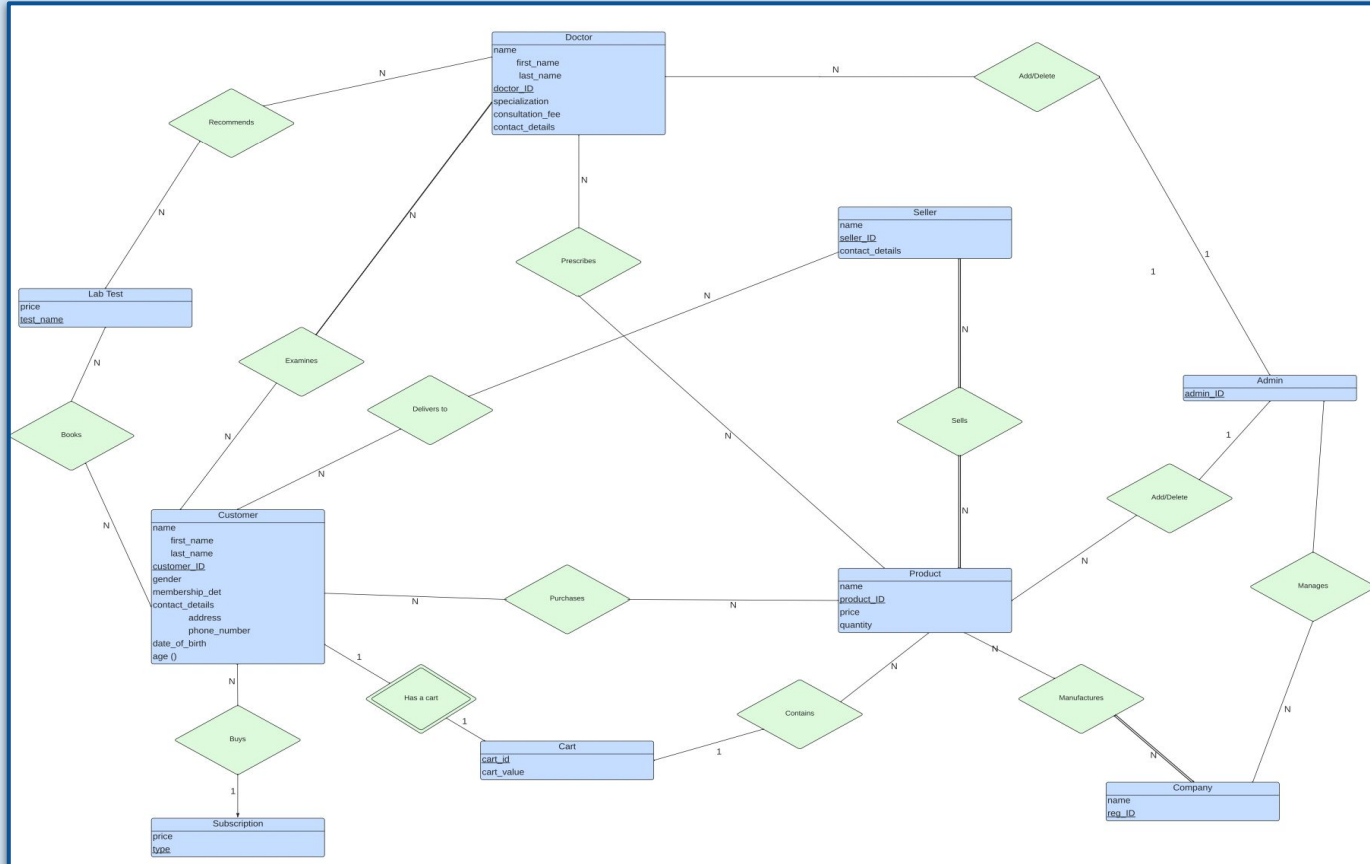 Doctor
name
first_name
last_name
doctor_ID
specialization
consultation_fee
contact_details
N
N
Add/Delete
Recommends
N
N
N
N
Seller
name
seller_ID
contact_details
Prescribes
1
1
Lab Test
price
test_name
N
N
N
Examines
Admin
admin_ID
Delivers to
Sells
Books
N
N
1
N
Add/Delete
N
N
N
Customer
name
first_name
last_name
customer_ID
gender
membership_det
contact_details
address
phone_number
date_of_birth
age ()
Product
name
product_ID
price
quantity
N
Manages
N
Purchases
N
1
N
N
N
Has a cart
Manufactures
Contains
N
1
Buys
1
N
Cart
cart_id
cart_value
1
Company
name
reg_ID
Subscription
price
type